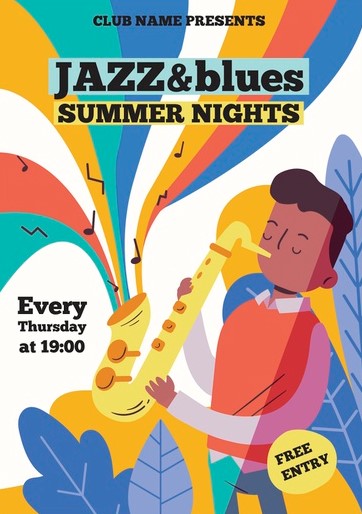 CLUB NAME PRESENTS
JAZZ&blues
SUMMER NIGHTS
Every
Thursday
at 19:00
FREE
ENTRY